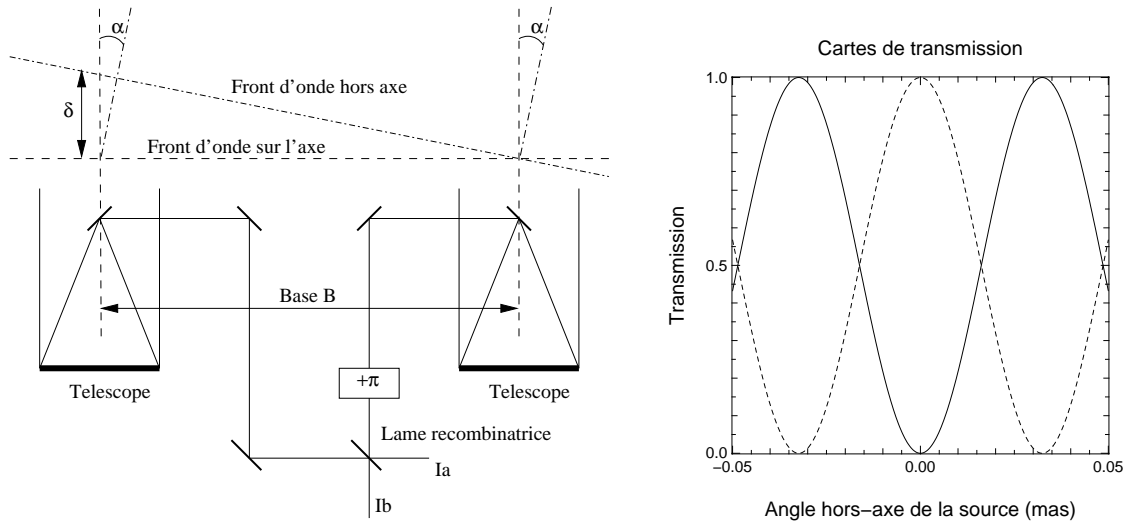 α
α
Front d'onde hors axe
δ
Front d'onde sur l'axe
Base B
+π
Telescope
Telescope
Lame recombinatrice
Ia
Ib
Cartes de transmission
1.0
0.5
0.0
Transmission
−0.05
0.00
0.05
Angle hors−axe de la source (mas)